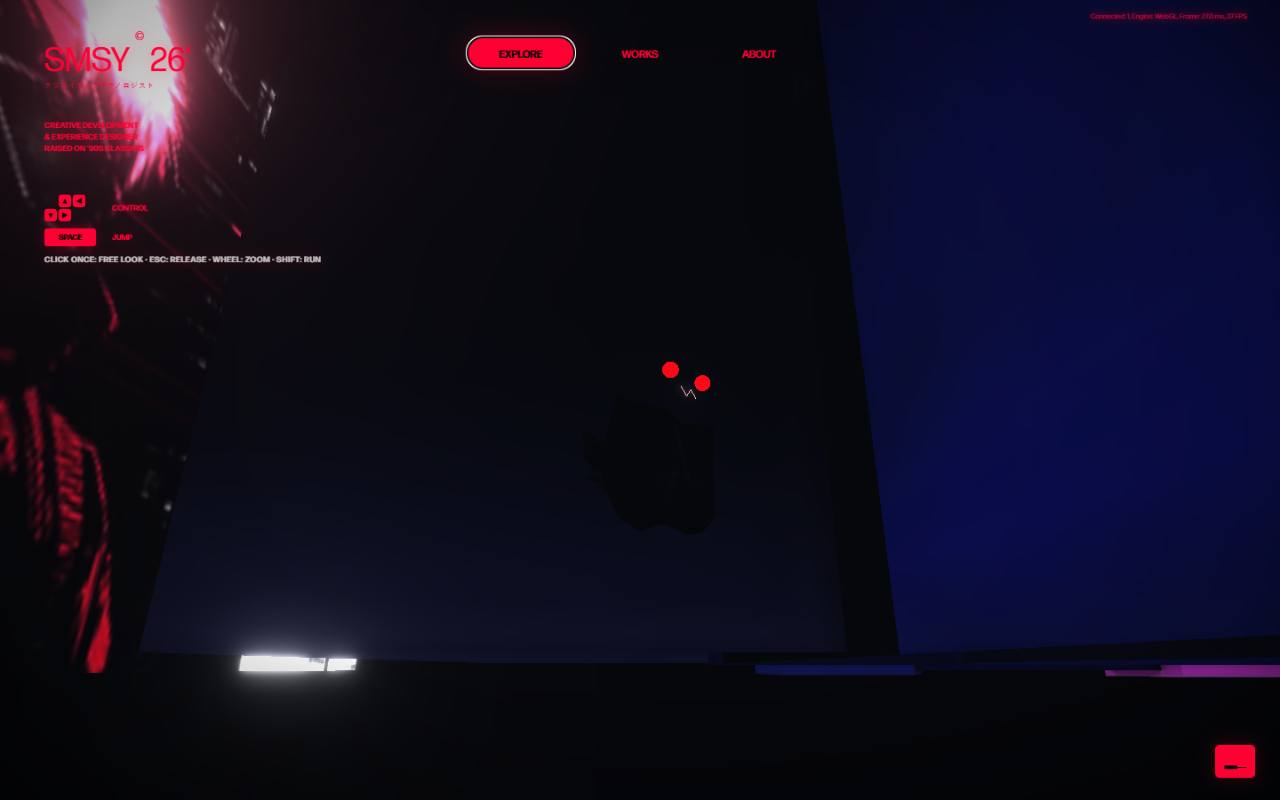 SMSY © 26'
EXPLORE
WORKS
ABOUT
CREATIVE DEVELOPMENT
& EXPERIENCE DESIGNER
RAISED ON '90S CLASSICS
CONTROL
SPACE
JUMP
CLICK ONCE: FREE LOOK - ESC: RELEASE - WHEEL: ZOOM - SHIFT: RUN